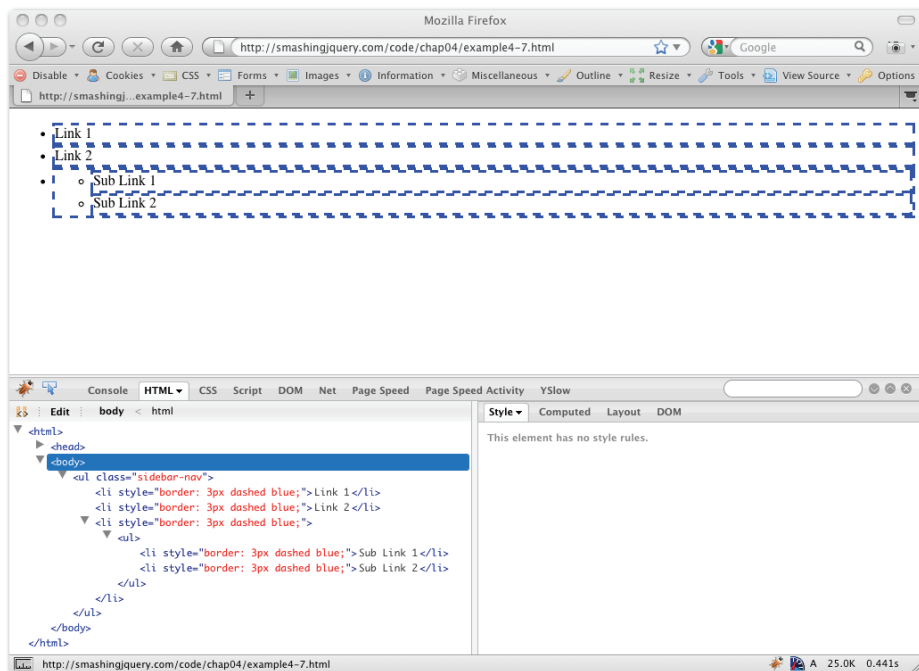 Mozilla Firefox
http://smashingjquery.com/code/chap04/example4-7.html
Google
Disable Cookies CSS Forms Images Information Miscellaneous Outline Resize Tools View Source Options
http://smashingj...example4-7.html +
• Link 1
• Link 2
• ◦ Sub Link 1
◦ Sub Link 2
Console HTML CSS Script DOM Net Page Speed Page Speed Activity YSlow
Edit body < html
Style Computed Layout DOM
This element has no style rules.
<html>
<head>
<body>
<ul class="sidebar-nav">
<li style="border: 3px dashed blue;">Link 1</li>
<li style="border: 3px dashed blue;">Link 2</li>
<li style="border: 3px dashed blue;">
<ul>
<li style="border: 3px dashed blue;">Sub Link 1</li>
<li style="border: 3px dashed blue;">Sub Link 2</li>
</ul>
</li>
</ul>
</body>
</html>
http://smashingjquery.com/code/chap04/example4-7.html
A 25.0K 0.441s